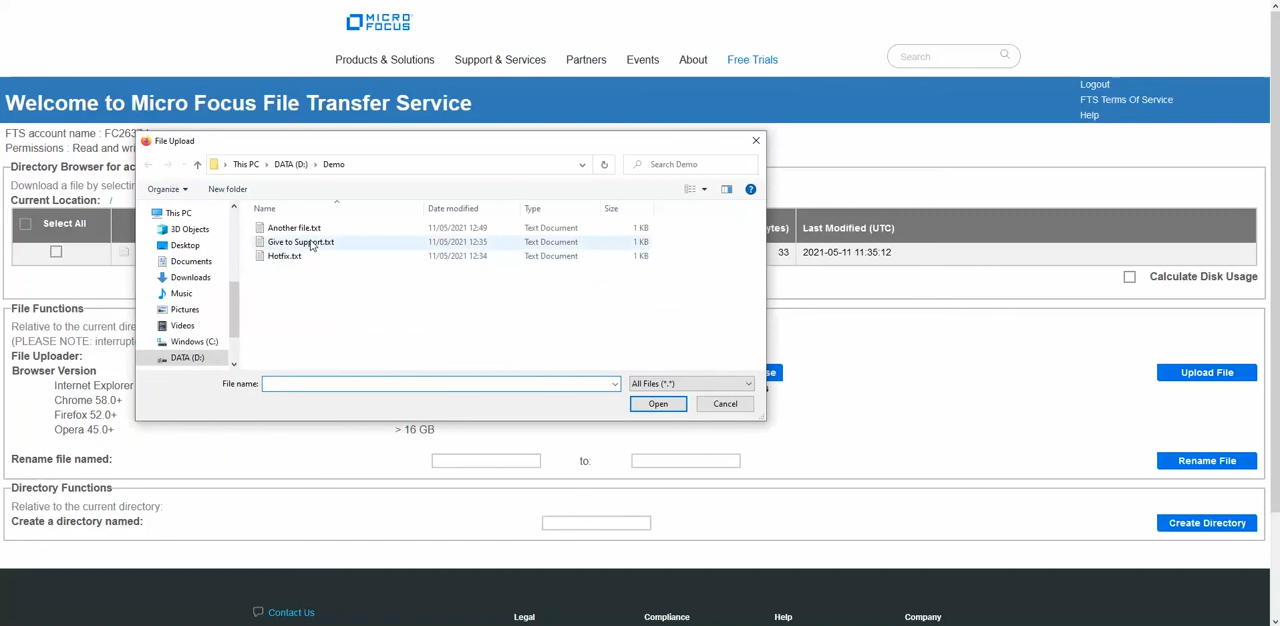 MICRO
FOCUS
Products & Solutions
Support & Services
Partners
Events
About
Free Trials
Search
Logout
FTS Terms Of Service
Help
Welcome to Micro Focus File Transfer Service
FTS account name : FC263
Permissions : Read and wri
Directory Browser for ac
Download a file by selectin
Current Location: /
Select All
ytes)
Last Modified (UTC)
33
2021-05-11 11:35:12
Calculate Disk Usage
File Upload
This PC > DATA (D:) > Demo
Search Demo
Organize
New folder
Name
Date modified
Type
Size
This PC
3D Objects
Desktop
Documents
Downloads
Music
Pictures
Videos
Windows (C:)
DATA (D:)
Another file.txt
11/05/2021 12:49
Text Document
1 KB
Give to Support.txt
11/05/2021 12:35
Text Document
1 KB
Hotfix.txt
11/05/2021 12:34
Text Document
1 KB
File name:
All Files (*.*)
Open
Cancel
File Functions
Relative to the current dire
(PLEASE NOTE: interrupt
File Uploader:
se
Upload File
Browser Version
Internet Explorer
Chrome 58.0+
Firefox 52.0+
Opera 45.0+
> 16 GB
Rename file named:
to:
Rename File
Directory Functions
Relative to the current directory:
Create a directory named:
Create Directory
Contact Us
Legal
Compliance
Help
Company